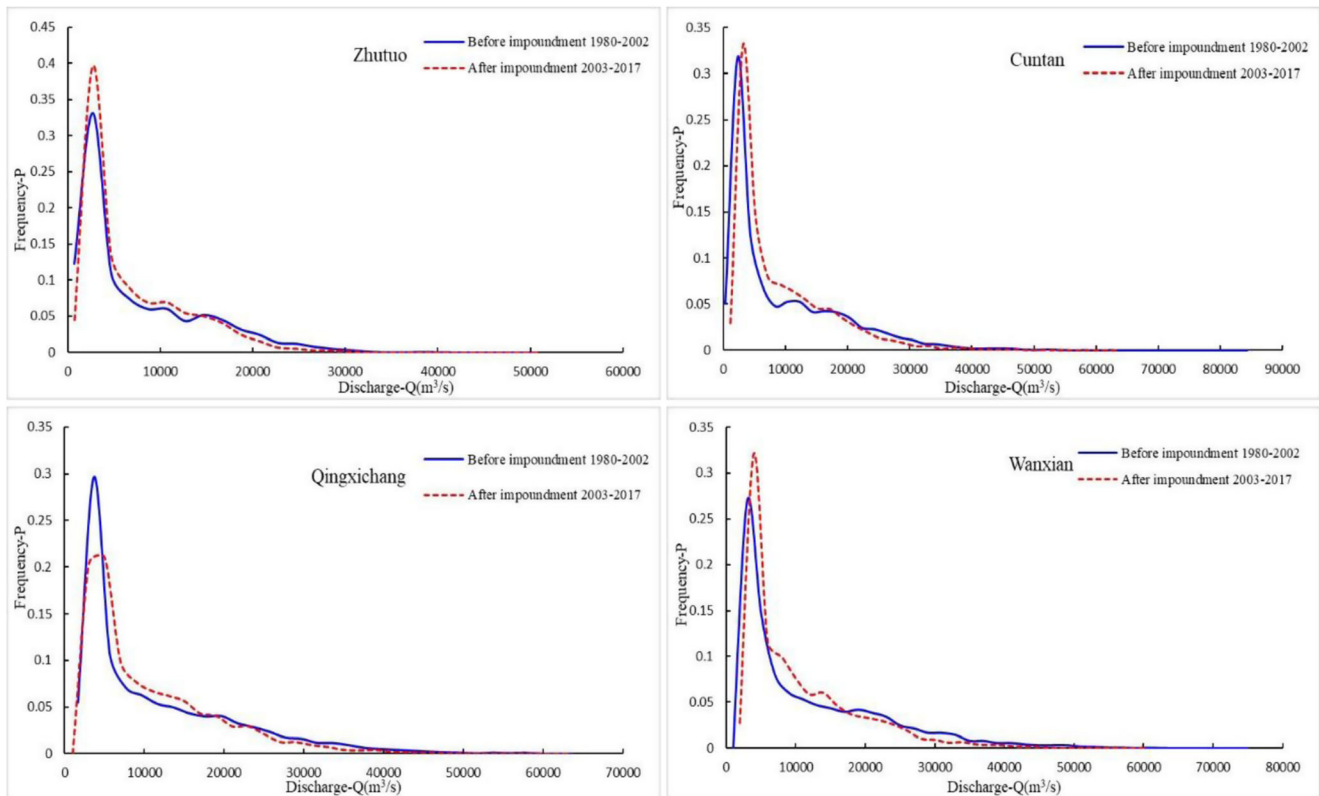 0.45
0.4
0.35
0.3
0.25
0.2
0.15
0.1
0.05
0
Frequency-P
Zhutuo
Before impoundment 1980-2002
After impoundment 2003-2017
0 10000 20000 30000 40000 50000 60000
Discharge-Q(m³/s)
0.35
0.3
0.25
0.2
0.15
0.1
0.05
0
Frequency-P
Cuntan
Before impoundment 1980-2002
After impoundment 2003-2017
0 10000 20000 30000 40000 50000 60000 70000 80000 90000
Discharge-Q(m³/s)
0.35
0.3
0.25
0.2
0.15
0.1
0.05
0
Frequency-P
Qingxichang
Before impoundment 1980-2002
After impoundment 2003-2017
0 10000 20000 30000 40000 50000 60000 70000
Discharge-Q(m³/s)
0.35
0.3
0.25
0.2
0.15
0.1
0.05
0
Frequency-P
Wanxian
Before impoundment 1980-2002
After impoundment 2003-2017
0 10000 20000 30000 40000 50000 60000 70000 80000
Discharge-Q(m³/s)